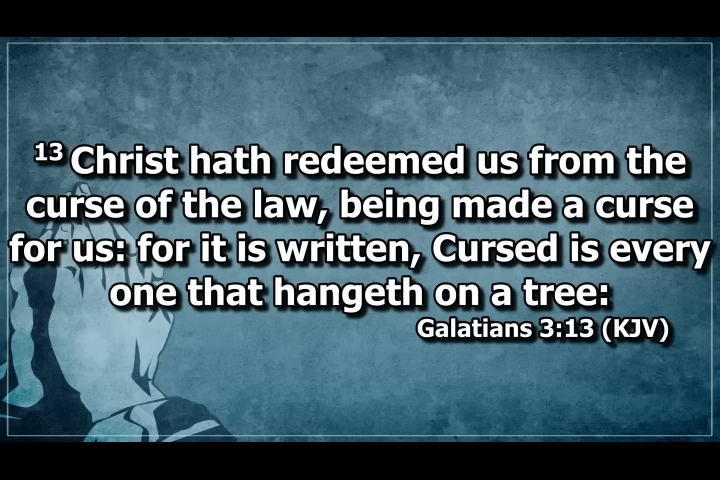 13 Christ hath redeemed us from the
curse of the law, being made a curse
for us: for it is written, Cursed is every
one that hangeth on a tree:
Galatians 3:13 (KJV)